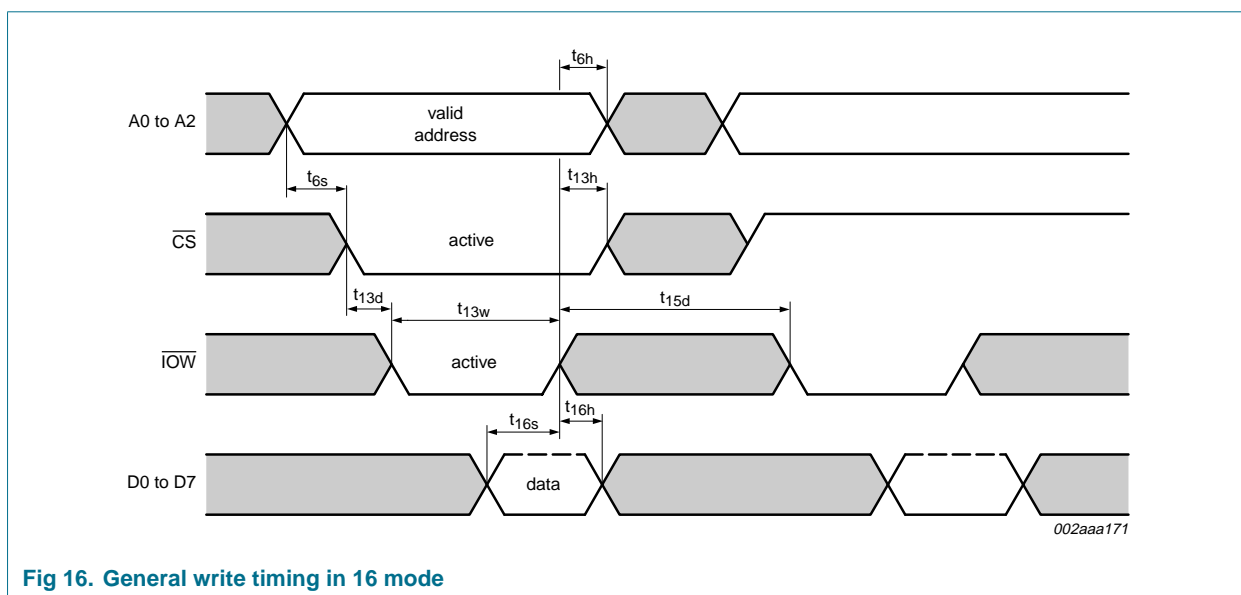 t6h
A0 to A2
valid
address
t6s
t13h
CS
active
t13d
t13w
t15d
IOW
active
t16s
t16h
D0 to D7
data
002aaa171
Fig 16. General write timing in 16 mode